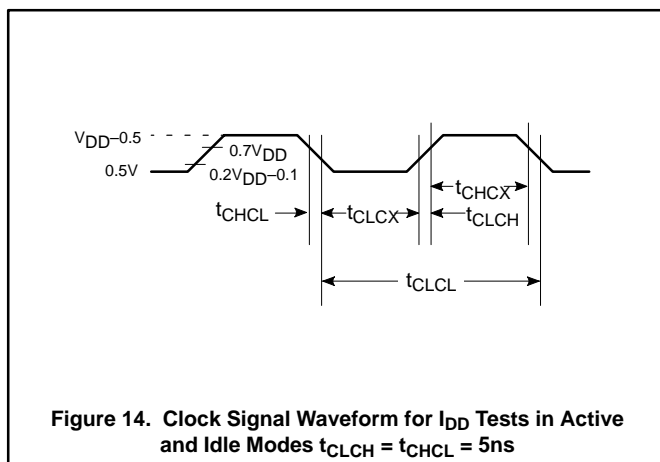 VDD–0.5
0.7VDD
0.5V
0.2VDD–0.1
tCHCX
tCHCL
tCLCX
tCLCH
tCLCL
Figure 14. Clock Signal Waveform for IDD Tests in Active
and Idle Modes tCLCH = tCHCL = 5ns